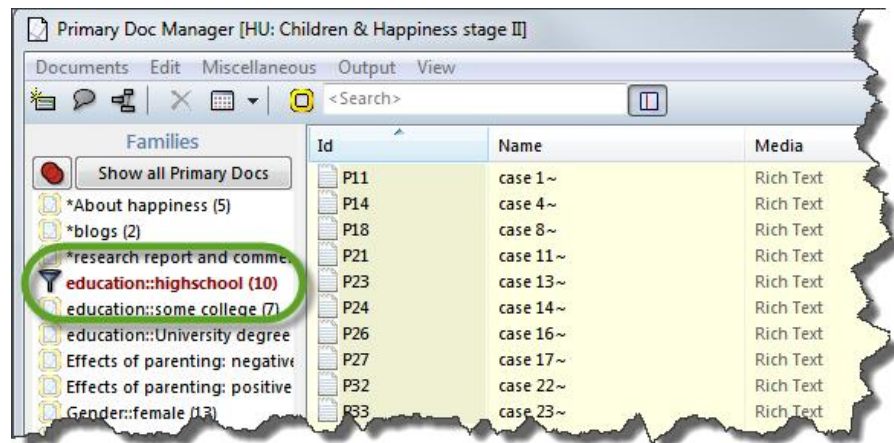 Primary Doc Manager [HU: Children & Happiness stage II]
Documents Edit Miscellaneous Output View
<Search>
Families
Show all Primary Docs
*About happiness (5)
*blogs (2)
*research report and comme
education::highschool (10)
education::some college (7)
education::University degree
Effects of parenting: negative
Effects of parenting: positive
Gender::female (13)
Id Name Media
P11 case 1~ Rich Text
P14 case 4~ Rich Text
P18 case 8~ Rich Text
P21 case 11~ Rich Text
P23 case 13~ Rich Text
P24 case 14~ Rich Text
P26 case 16~ Rich Text
P27 case 17~ Rich Text
P32 case 22~ Rich Text
P33 case 23~ Rich Text